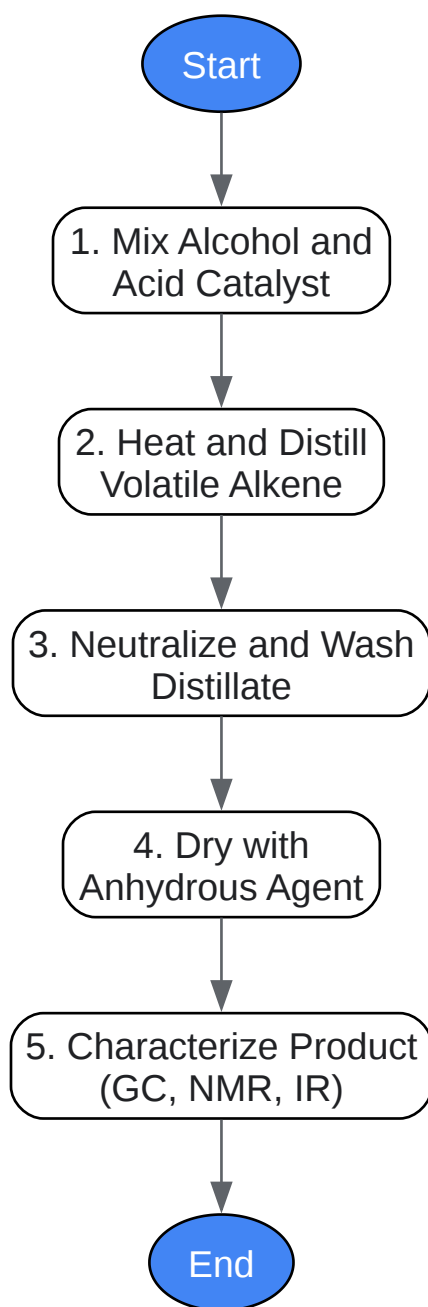 Start
1. Mix Alcohol and
Acid Catalyst
2. Heat and Distill
Volatile Alkene
3. Neutralize and Wash
Distillate
4. Dry with
Anhydrous Agent
5. Characterize Product
(GC, NMR, IR)
End